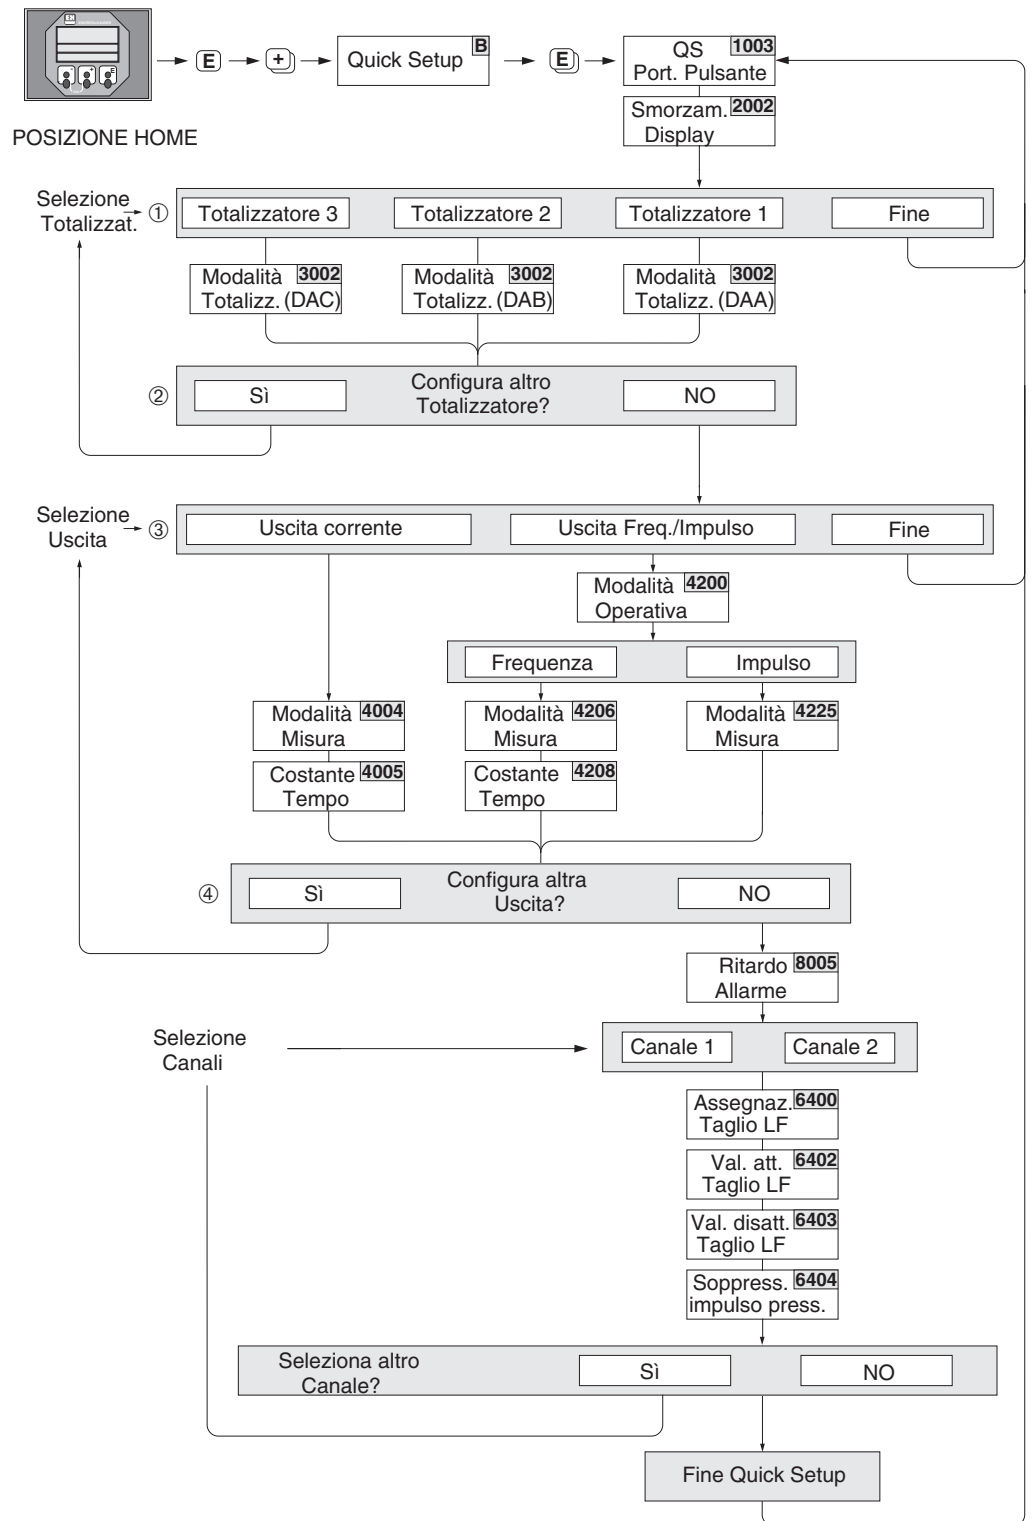 E
+
Quick Setup B
E
QS 1003
Port. Pulsante
Smorzam. 2002
Display
POSIZIONE HOME
Selezione
Totalizzat.
①
Totalizzatore 3
Totalizzatore 2
Totalizzatore 1
Fine
Modalità 3002
Totalizz. (DAC)
Modalità 3002
Totalizz. (DAB)
Modalità 3002
Totalizz. (DAA)
②
Sì
Configura altro
Totalizzatore?
NO
Selezione
Uscita
③
Uscita corrente
Uscita Freq./Impulso
Fine
Modalità 4200
Operativa
Frequenza
Impulso
Modalità 4004
Misura
Modalità 4206
Misura
Modalità 4225
Misura
Costante 4005
Tempo
Costante 4208
Tempo
④
Sì
Configura altra
Uscita?
NO
Ritardo 8005
Allarme
Selezione
Canali
Canale 1
Canale 2
Assegnaz. 6400
Taglio LF
Val. att. 6402
Taglio LF
Val. disatt. 6403
Taglio LF
Soppress. 6404
impulso press.
Seleziona altro
Canale?
Sì
NO
Fine Quick Setup